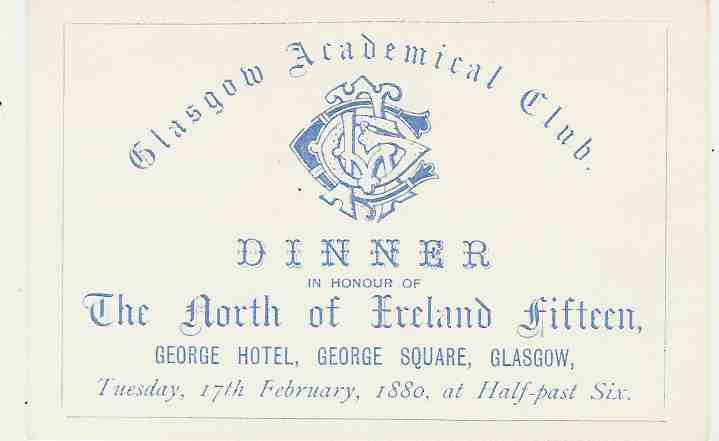 Glasgow Academical Club.
DINNER
IN HONOUR OF
The North of Ireland Fifteen,
GEORGE HOTEL, GEORGE SQUARE, GLASGOW,
Tuesday, 17th February, 1880, at Half-past Six.